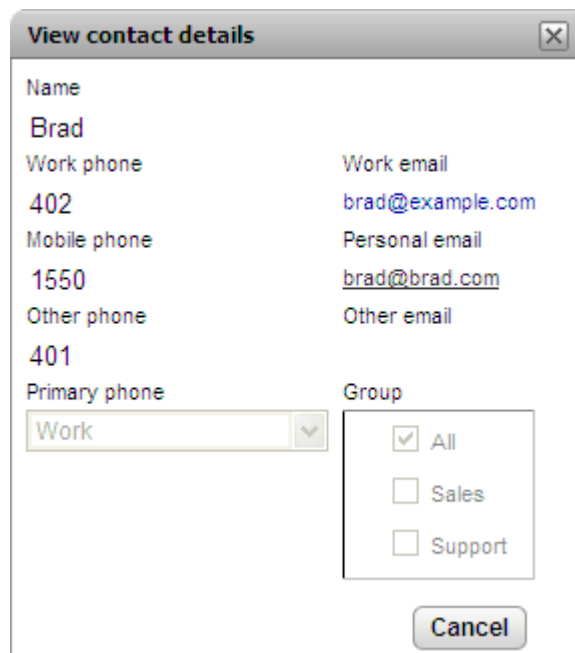 View contact details
Name
Brad
Work phone
Work email
402
brad@example.com
Mobile phone
Personal email
1550
brad@brad.com
Other phone
Other email
401
Primary phone
Group
Work
All
Sales
Support
Cancel